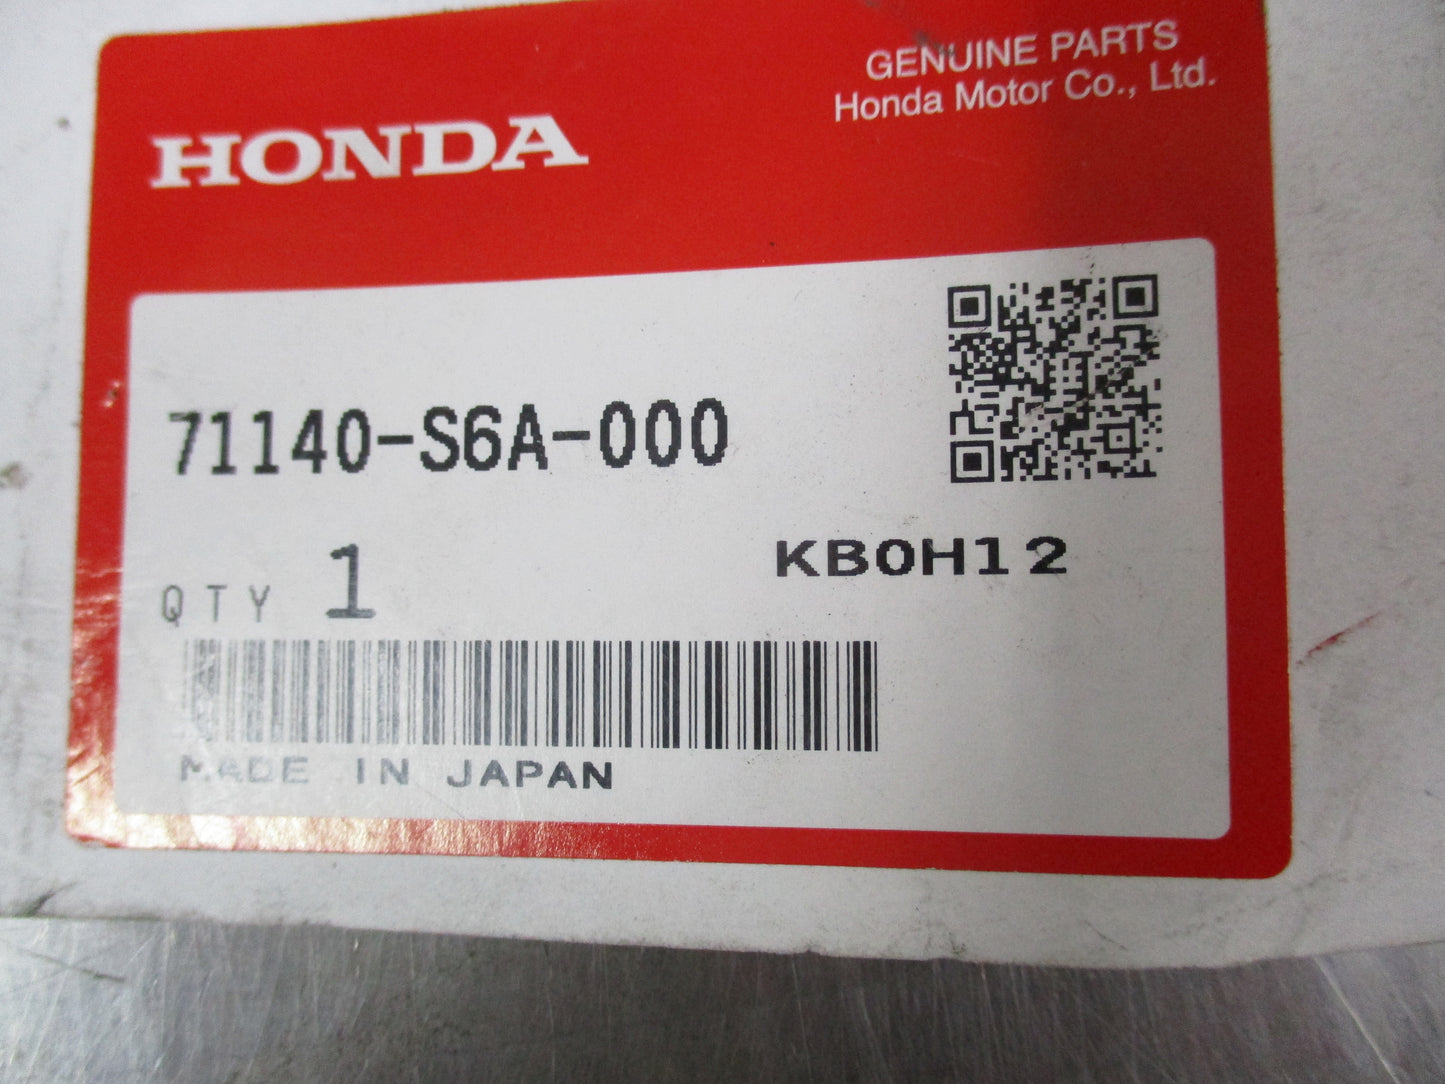 GENUINE PARTS
Honda Motor Co., Ltd.
HONDA
71140-S6A-000
QTY 1
KB0H12
MADE IN JAPAN